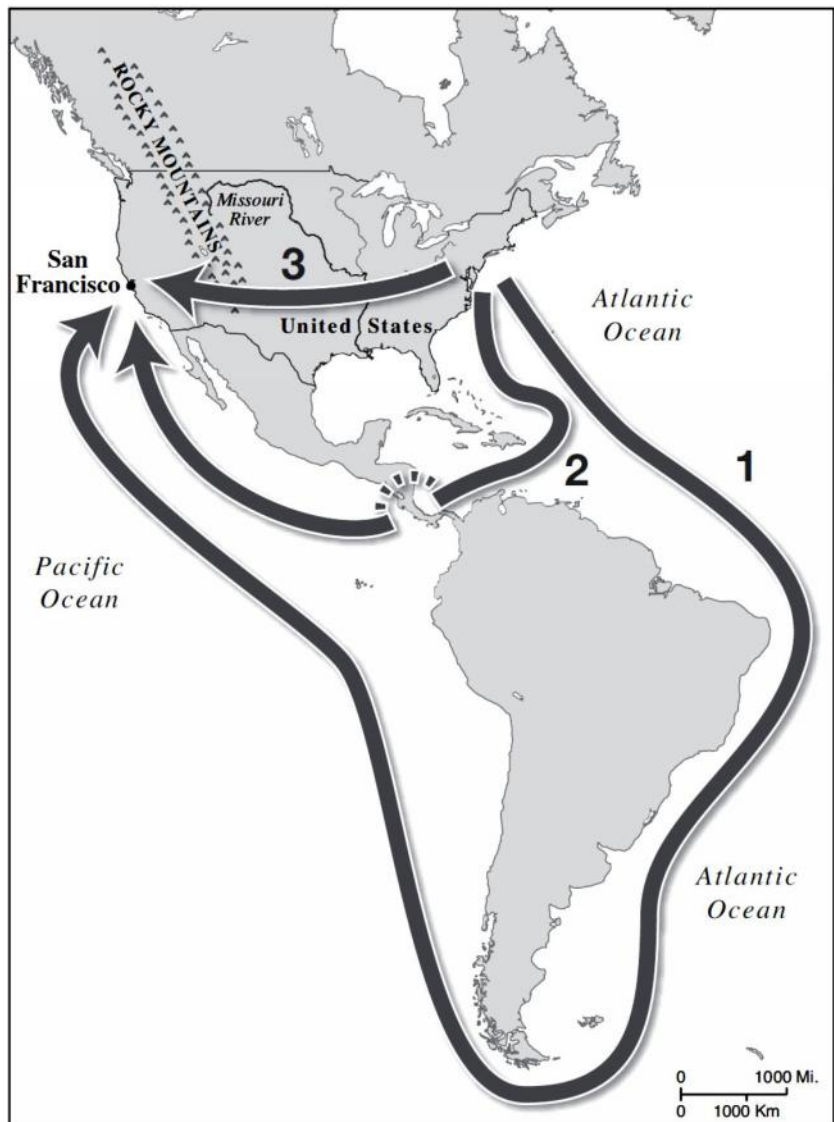 ROCKY MOUNTAINS
Missouri
River
San
Francisco
3
United States
Atlantic
Ocean
2
1
Pacific
Ocean
Atlantic
Ocean
0 1000 Mi.
0 1000 Km